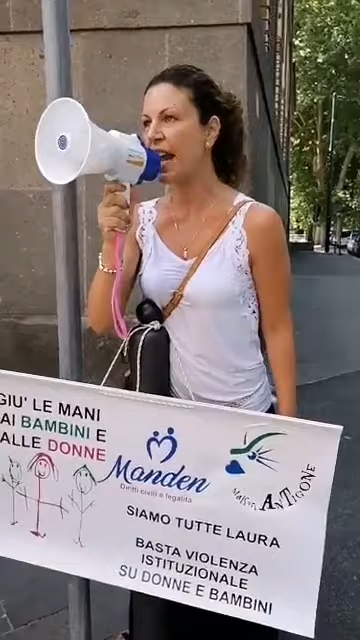 GIU' LE MANI
AI BAMBINI E
ALLE DONNE
Manden
Diritti civili e legalità
ANTIGONE
SIAMO TUTTE LAURA
BASTA VIOLENZA
ISTITUZIONALE
SU DONNE E BAMBINI